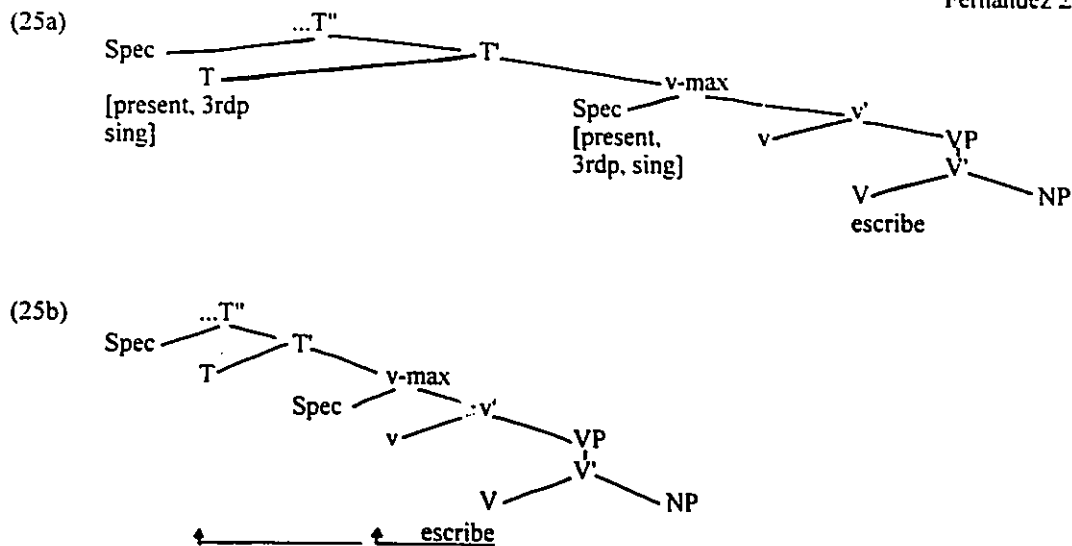 Fernandez 2
(25a)
...T"
Spec T'
T v-max
[present, 3rdp Spec v'
sing] [present, v VP
3rdp, sing] V'
V NP
escribe
(25b)
...T"
Spec T'
T v-max
Spec v'
v VP
V'
V NP
escribe